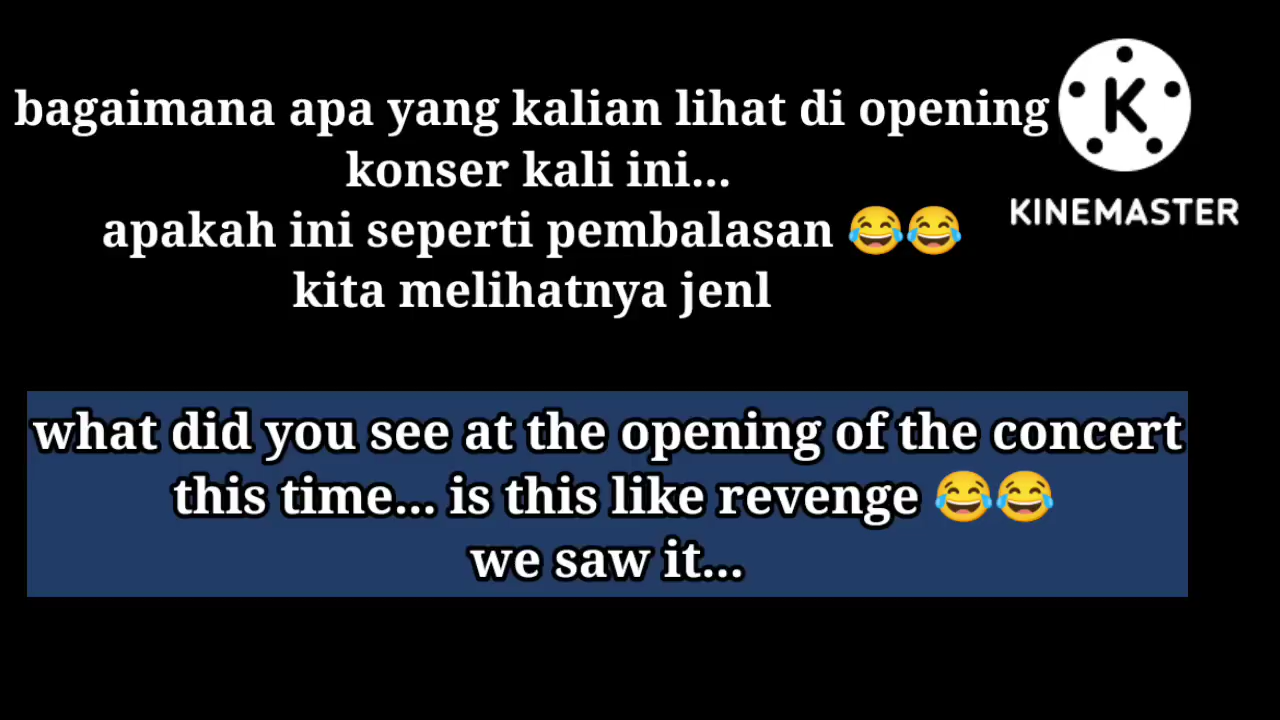 bagaimana apa yang kalian lihat di opening
konser kali ini...
apakah ini seperti pembalasan 😂😂
kita melihatnya jenl
K
KINEMASTER
what did you see at the opening of the concert
this time... is this like revenge 😂😂
we saw it...